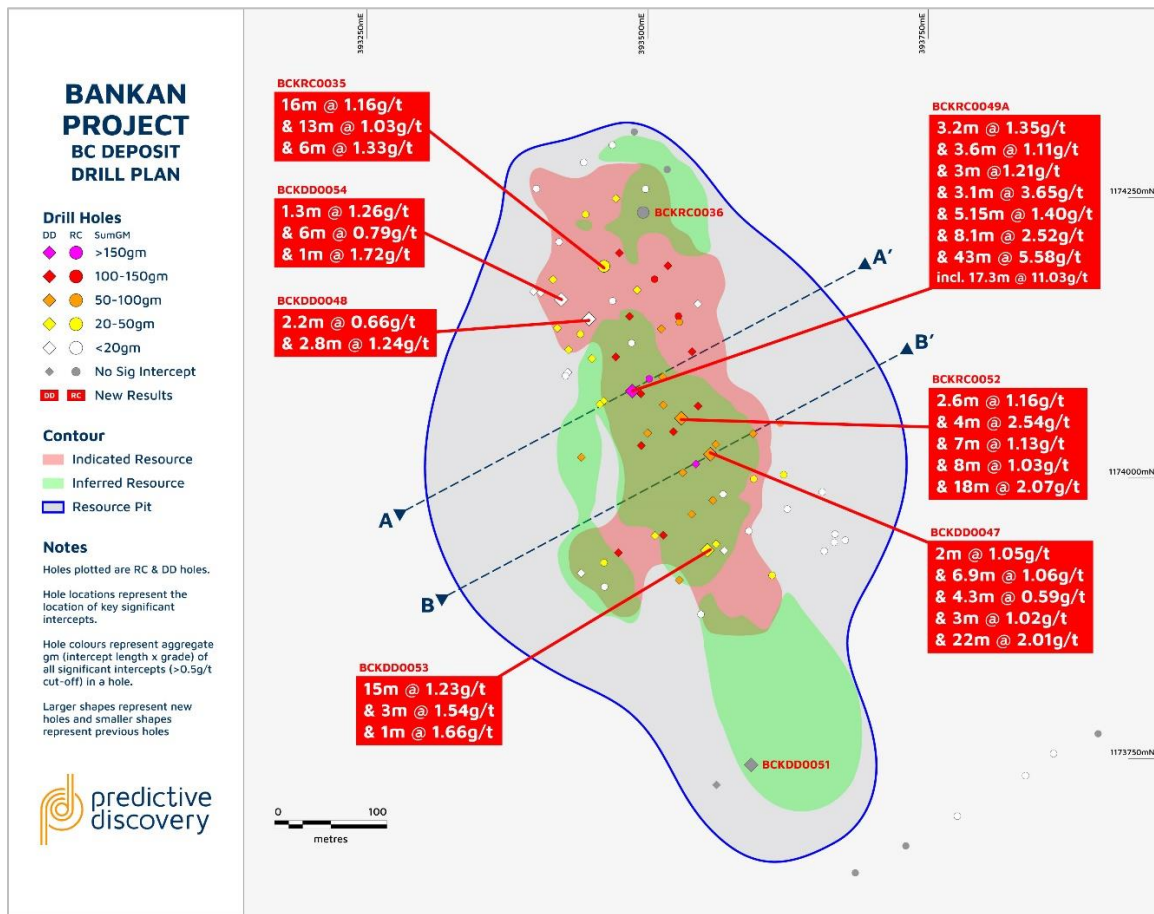 BANKAN
PROJECT
BC DEPOSIT
DRILL PLAN
Drill Holes
DD RC SumGM
>150gm
100-150gm
50-100gm
20-50gm
<20gm
No Sig Intercept
DD RC New Results
Contour
Indicated Resource
Inferred Resource
Resource Pit
Notes
Holes plotted are RC & DD holes.
Hole locations represent the
location of key significant
intercepts.
Hole colours represent aggregate
gm (intercept length x grade) of
all significant intercepts (>0.5g/t
cut-off) in a hole.
Larger shapes represent new
holes and smaller shapes
represent previous holes
predictive
discovery
393250mE
393500mE
393750mE
1174250mN
1174000mN
1173750mN
BCKRC0035
16m @ 1.16g/t
& 13m @ 1.03g/t
& 6m @ 1.33g/t
BCKDD0054
1.3m @ 1.26g/t
& 6m @ 0.79g/t
& 1m @ 1.72g/t
BCKDD0048
2.2m @ 0.66g/t
& 2.8m @ 1.24g/t
BCKRC0036
A'
B'
A
B
BCKRC0049A
3.2m @ 1.35g/t
& 3.6m @ 1.11g/t
& 3m @1.21g/t
& 3.1m @ 3.65g/t
& 5.15m @ 1.40g/t
& 8.1m @ 2.52g/t
& 43m @ 5.58g/t
incl. 17.3m @ 11.03g/t
BCKRC0052
2.6m @ 1.16g/t
& 4m @ 2.54g/t
& 7m @ 1.13g/t
& 8m @ 1.03g/t
& 18m @ 2.07g/t
BCKDD0047
2m @ 1.05g/t
& 6.9m @ 1.06g/t
& 4.3m @ 0.59g/t
& 3m @ 1.02g/t
& 22m @ 2.01g/t
BCKDD0053
15m @ 1.23g/t
& 3m @ 1.54g/t
& 1m @ 1.66g/t
BCKDD0051
0 100
metres